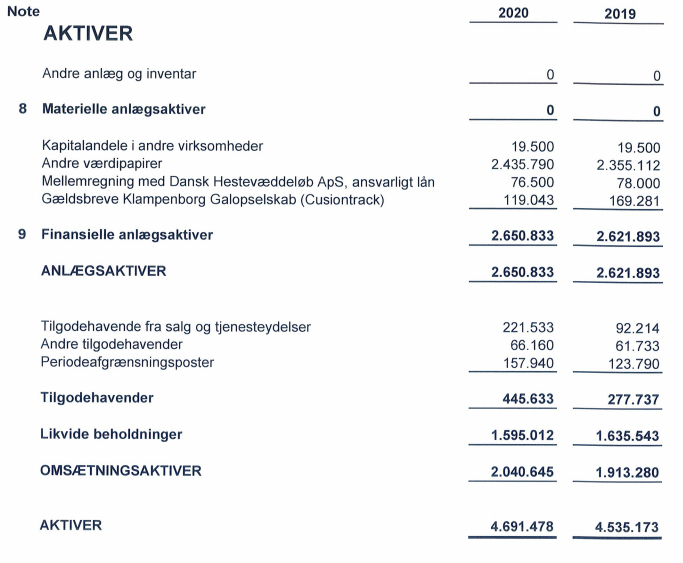 Note 2020 2019
AKTIVER
Andre anlæg og inventar 0 0
8 Materielle anlægsaktiver 0 0
Kapitalandele i andre virksomheder 19.500 19.500
Andre værdipapirer 2.435.790 2.355.112
Mellemregning med Dansk Hestevæddeløb ApS, ansvarligt lån 76.500 78.000
Gældsbreve Klampenborg Galopselskab (Cusiontrack) 119.043 169.281
9 Finansielle anlægsaktiver 2.650.833 2.621.893
ANLÆGSAKTIVER 2.650.833 2.621.893
Tilgodehavende fra salg og tjenesteydelser 221.533 92.214
Andre tilgodehavender 66.160 61.733
Periodeafgrænsningsposter 157.940 123.790
Tilgodehavender 445.633 277.737
Likvide beholdninger 1.595.012 1.635.543
OMSÆTNINGSAKTIVER 2.040.645 1.913.280
AKTIVER 4.691.478 4.535.173